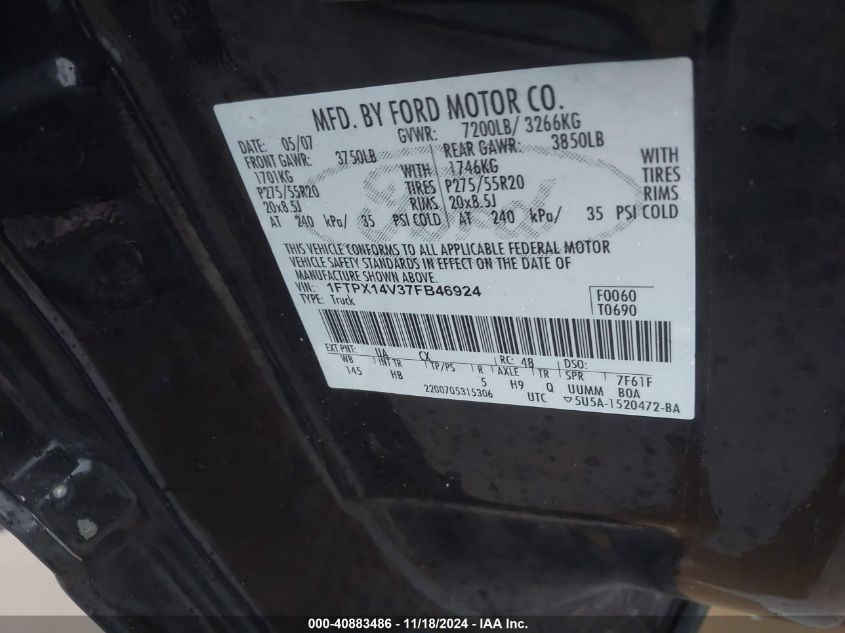 MFD. BY FORD MOTOR CO.
DATE: 05/07 GVWR: 7200LB/ 3266KG
FRONT GAWR: 3750LB REAR GAWR: 3850LB
1701KG WITH 1746KG WITH
P275/55R20 TIRES P275/55R20 TIRES
20x8.5J RIMS 20x8.5J RIMS
AT 240 kPa/ 35 PSI COLD AT 240 kPa/ 35 PSI COLD
Ford
THIS VEHICLE CONFORMS TO ALL APPLICABLE FEDERAL MOTOR
VEHICLE SAFETY STANDARDS IN EFFECT ON THE DATE OF
MANUFACTURE SHOWN ABOVE.
VIN: 1FTPX14V37FB46924 F0060
TYPE: Truck T0690
EXT PNT: UA CX RC: 48 DSO:
WB INT TR TP/PS R AXLE TR SPR 7F61F
145 HB 5 H9 Q UUMM BOA
2200705315306 UTC ▽5U5A-1520472-BA
000-40883486 - 11/18/2024 - IAA Inc.